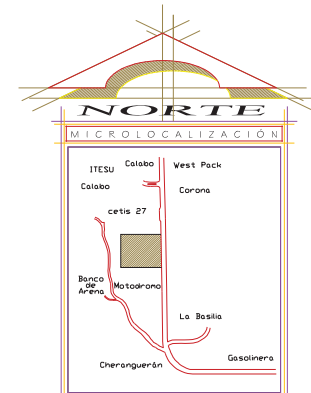 NORTE
MICROLOCALIZACIÓN
Calabo West Pack
ITESU
Calabo
Corona
cetis 27
Banco
de
Arena
Motodromo
La Basilia
Gasolinera
Cheranguerán